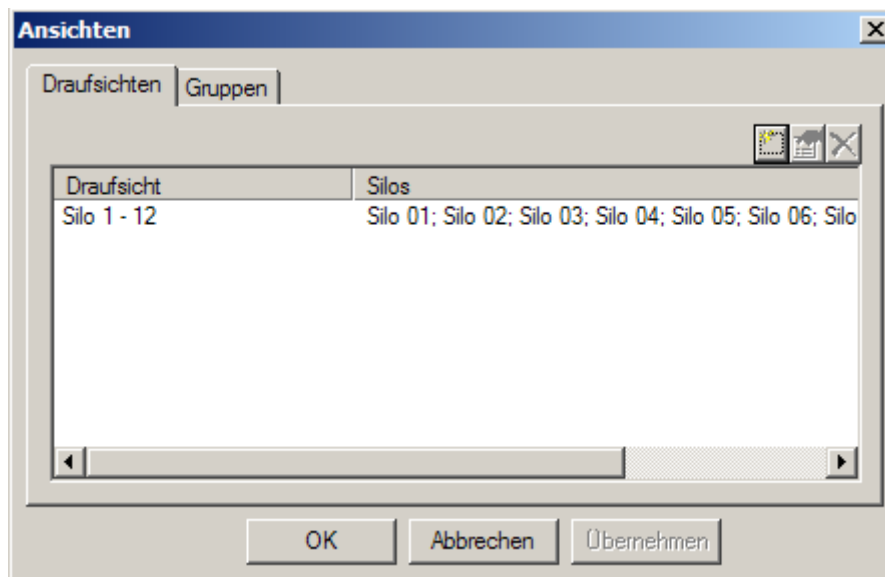 Ansichten
Draufsichten Gruppen
Draufsicht Silos
Silo 1 - 12 Silo 01; Silo 02; Silo 03; Silo 04; Silo 05; Silo 06; Silo
OK Abbrechen Übernehmen